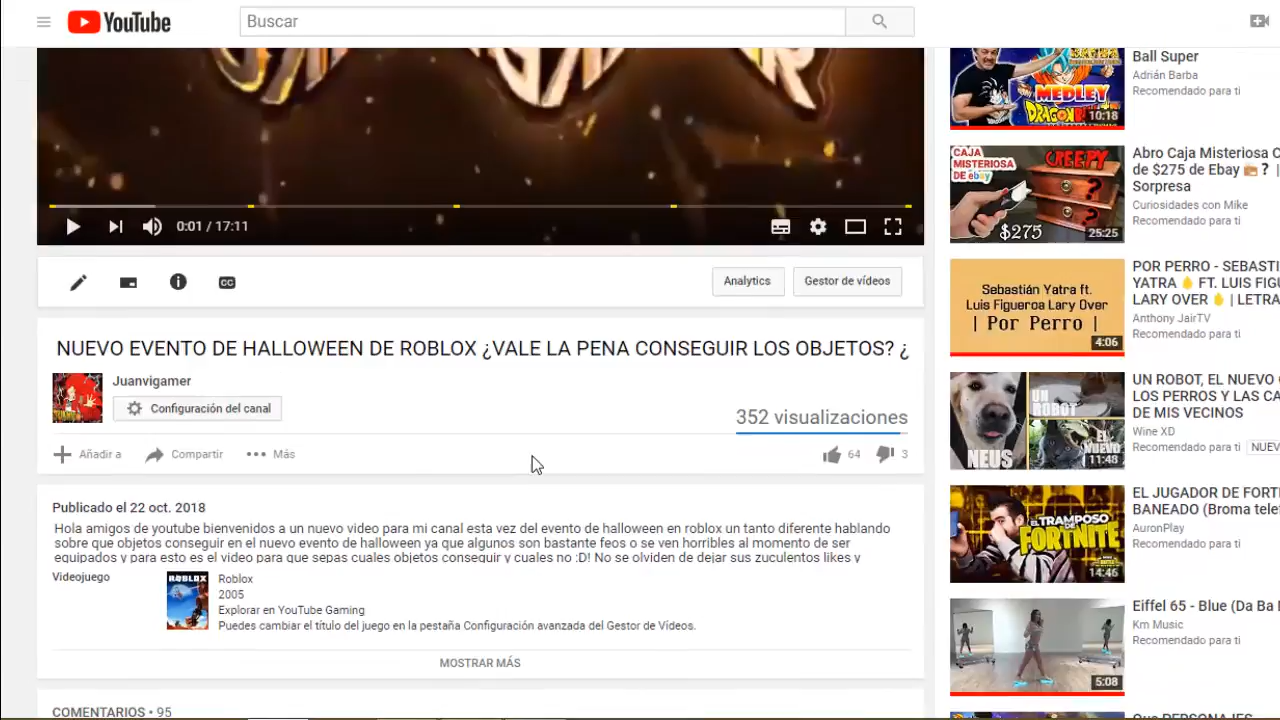 YouTube
Buscar
0:01 / 17:11
Analytics
Gestor de vídeos
NUEVO EVENTO DE HALLOWEEN DE ROBLOX ¿VALE LA PENA CONSEGUIR LOS OBJETOS? ¿
Juanvigamer
Configuración del canal
352 visualizaciones
Añadir a
Compartir
Más
64
3
Publicado el 22 oct. 2018
Hola amigos de youtube bienvenidos a un nuevo video para mi canal esta vez del evento de halloween en roblox un tanto diferente hablando
sobre que objetos conseguir en el nuevo evento de halloween ya que algunos son bastante feos o se ven horribles al momento de ser
equipados y para esto es el video para que sepas cuales objetos conseguir y cuales no :D! No se olviden de dejar sus zuculentos likes y
Videojuego
ROBLOX
Roblox
2005
Explorar en YouTube Gaming
Puedes cambiar el título del juego en la pestaña Configuración avanzada del Gestor de Vídeos.
MOSTRAR MÁS
COMENTARIOS • 95
MEDLEY
10:18
Ball Super
Adrián Barba
Recomendado para ti
CAJA
MISTERIOSA
DE ebay
CREEPY
$275
25:25
Abro Caja Misteriosa C
de $275 de Ebay ? |
Sorpresa
Curiosidades con Mike
Recomendado para ti
Sebastián Yatra ft.
Luis Figueroa Lary Over
| Por Perro |
4:06
POR PERRO - SEBASTI
YATRA FT. LUIS FIGU
LARY OVER | LETRA
Anthony JairTV
Recomendado para ti
UN
ROBOT
NEUS
EL
NUEVO
11:48
UN ROBOT, EL NUEVO
LOS PERROS Y LAS CA
DE MIS VECINOS
Wine XD
Recomendado para ti
NUEV
EL TRAMPOSO
DE
FORTNITE
14:46
EL JUGADOR DE FORT
BANEADO (Broma telef
AuronPlay
Recomendado para ti
5:08
Eiffel 65 - Blue (Da Ba
Km Music
Recomendado para ti